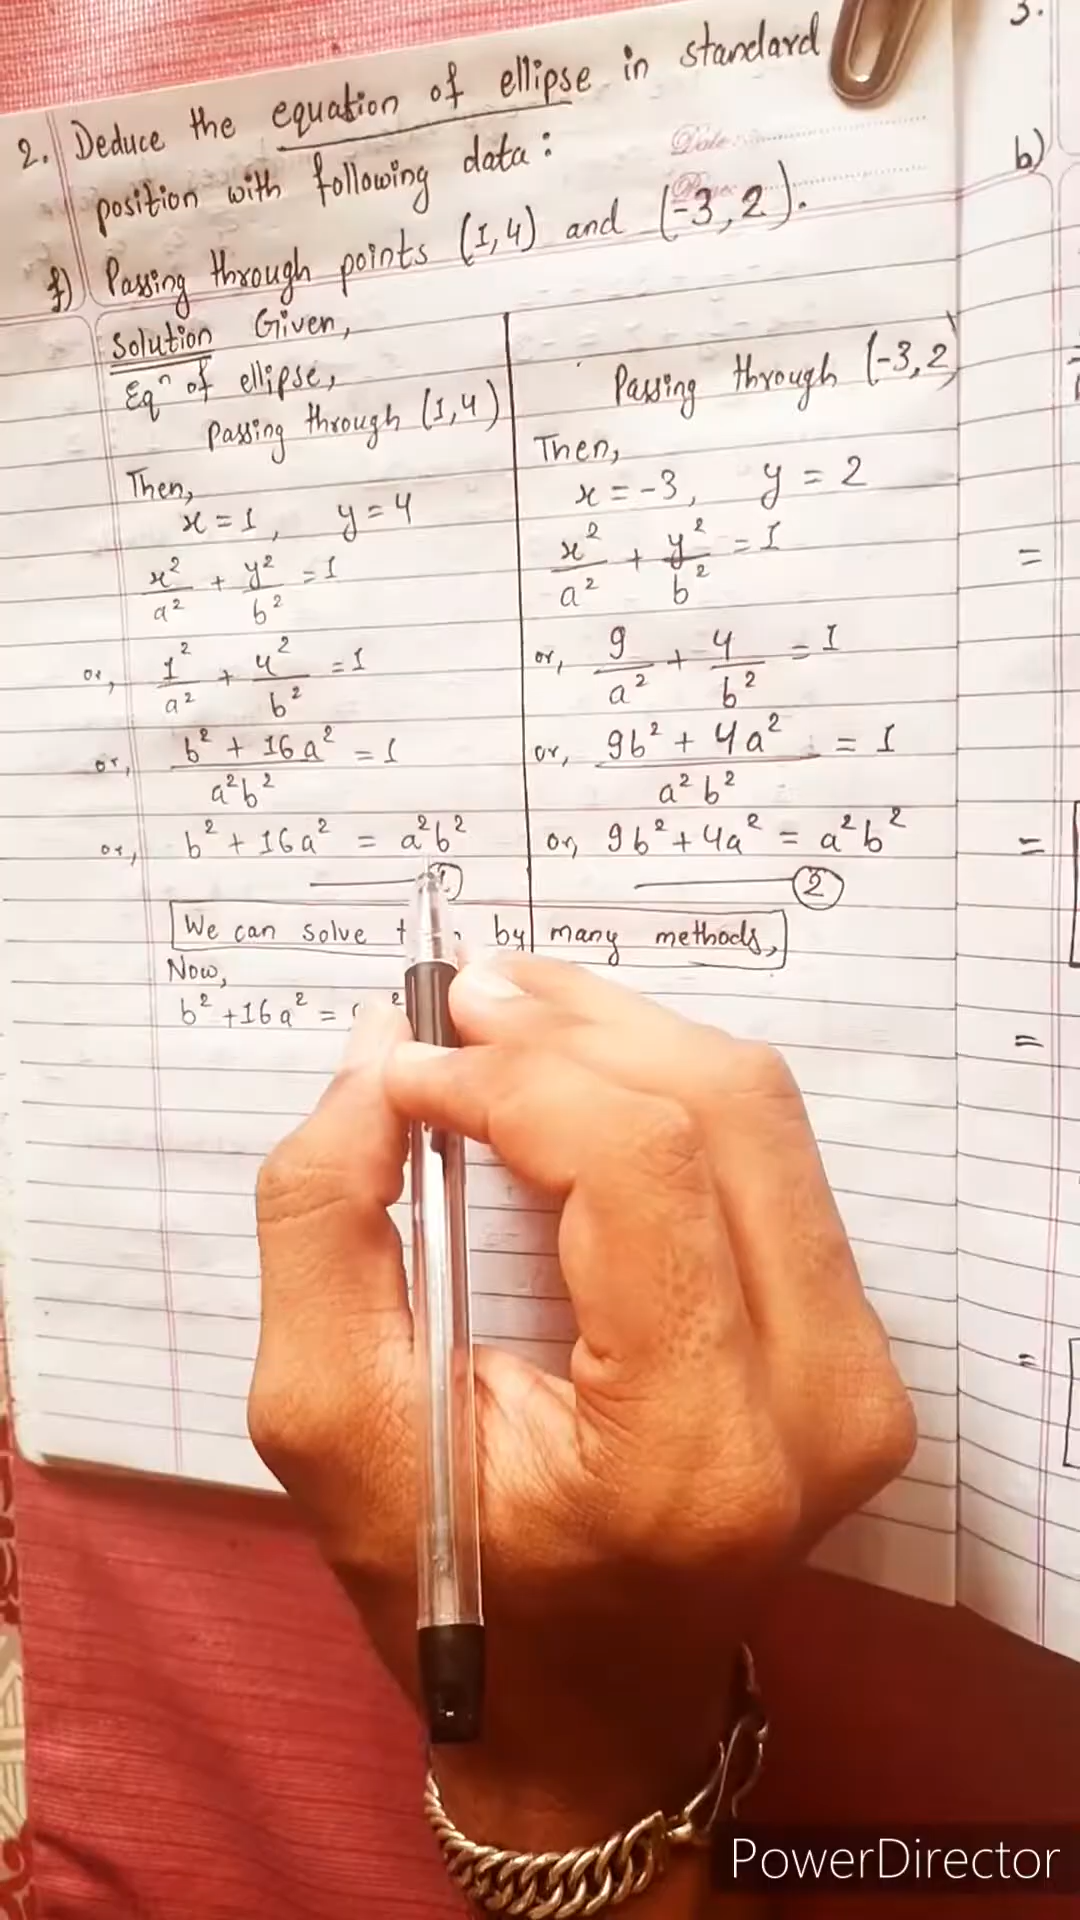 2. Deduce the equation of ellipse in standard
position with following data:
Date:
f) Passing through points (1,4) and (-3,2).
Solution Given,
Eqⁿ of ellipse,
passing through (1,4)
Then,
x = 1, y = 4
x²/a² + y²/b² = 1
or, 1²/a² + 4²/b² = 1
or, b² + 16a²/a²b² = 1
or, b² + 16a² = a²b²
1
Passing through (-3,2)
Then,
x = -3, y = 2
x²/a² + y²/b² = 1
or, 9/a² + 4/b² = 1
or, 9b² + 4a²/a²b² = 1
or, 9b² + 4a² = a²b²
2
We can solve by many methods,
Now,
b² + 16a² =
3.
b)
=
=
=
=
PowerDirector